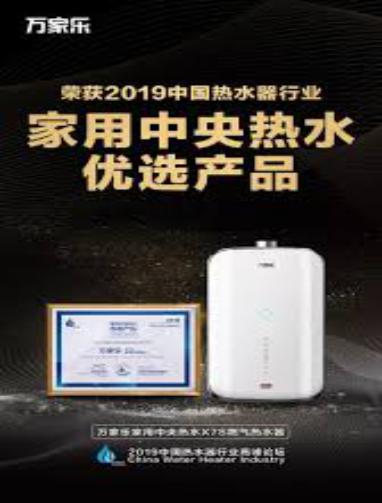 万家乐
荣获2019中国热水器行业
家用中央热水
优选产品
万家乐
万家乐家用中央热水X7S燃气热水器
2019中国热水器行业高峰论坛
China Water Heater Industry